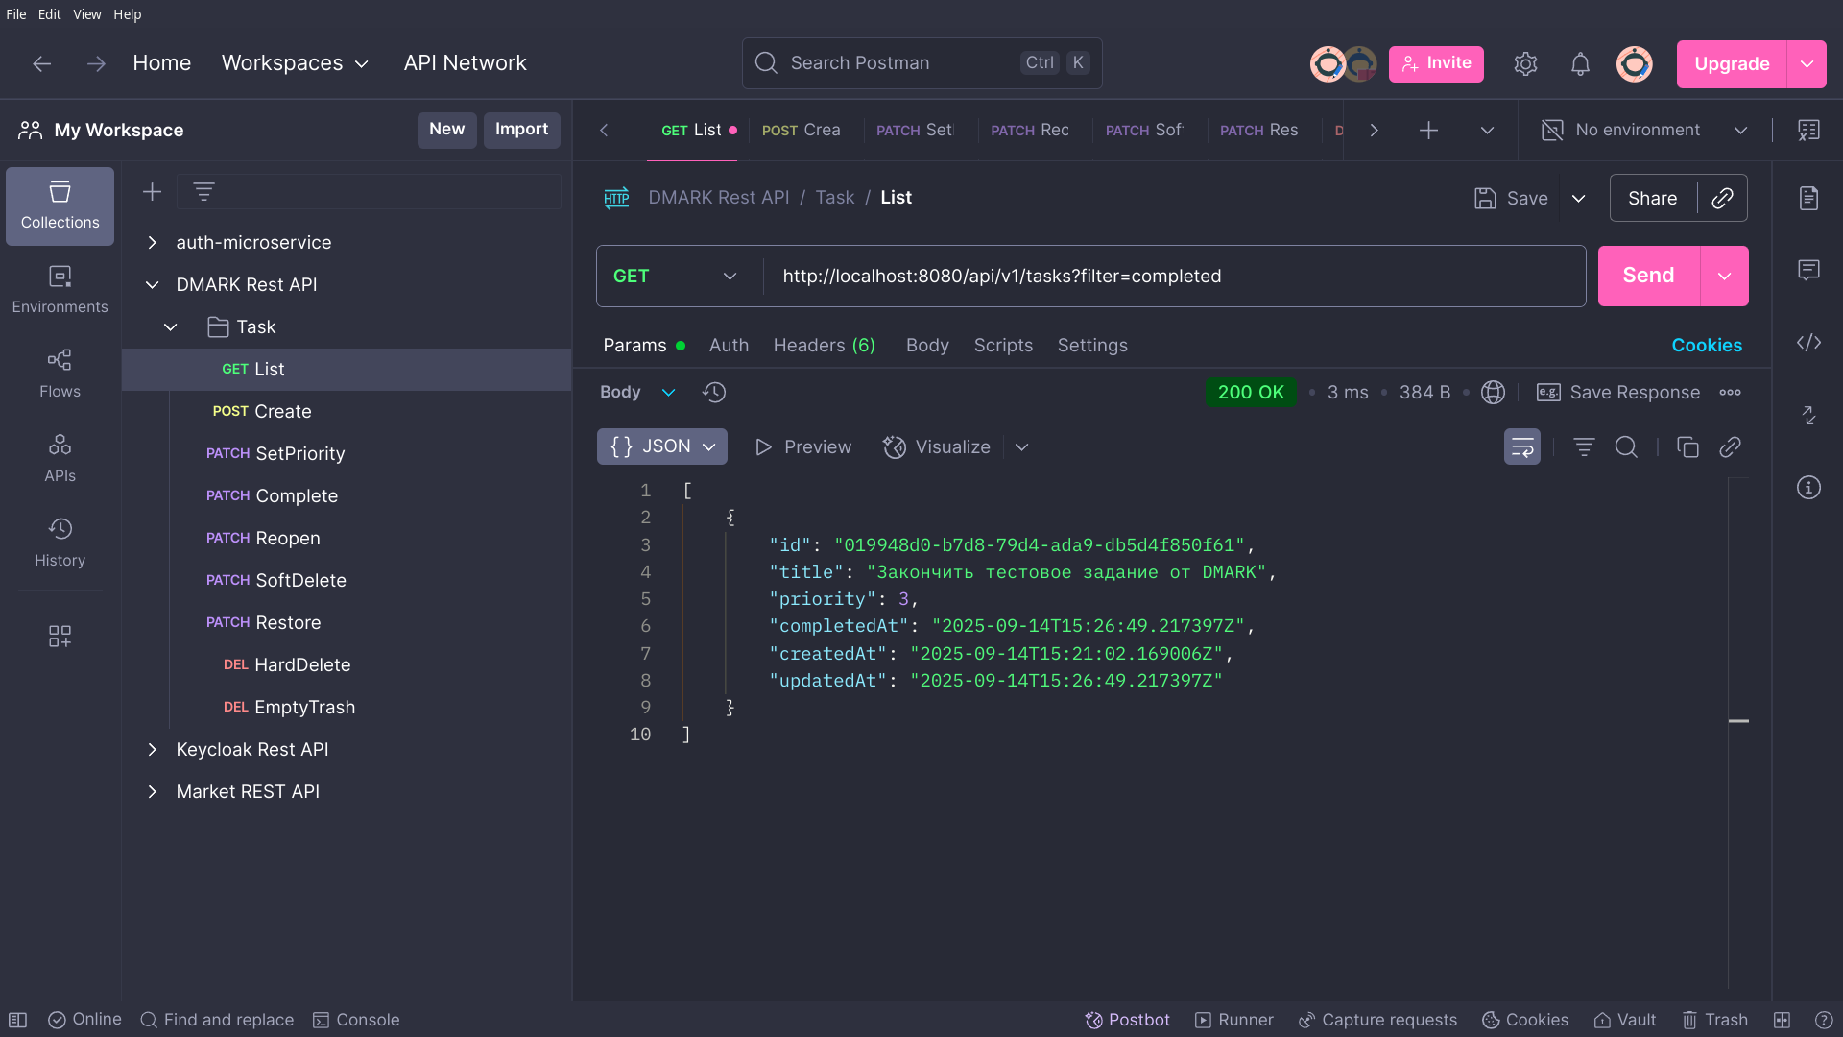 File Edit View Help
Home Workspaces API Network Search Postman Ctrl K Invite Upgrade
My Workspace New Import GET List POST Crea PATCH Set PATCH Rec PATCH Sof PATCH Res No environment
Collections
Environments
Flows
APIs
History
auth-microservice
DMARK Rest API
Task
GET List
POST Create
PATCH SetPriority
PATCH Complete
PATCH Reopen
PATCH SoftDelete
PATCH Restore
DEL HardDelete
DEL EmptyTrash
Keycloak Rest API
Market REST API
HTTP DMARK Rest API / Task / List Save Share
GET http://localhost:8080/api/v1/tasks?filter=completed Send
Params Auth Headers (6) Body Scripts Settings Cookies
Body 200 OK 3 ms 384 B e.g. Save Response
{} JSON Preview Visualize
1 [
2 {
3 "id": "019948d0-b7d8-79d4-ada9-db5d4f850f61",
4 "title": "Закончить тестовое задание от DMARK",
5 "priority": 3,
6 "completedAt": "2025-09-14T15:26:49.217397Z",
7 "createdAt": "2025-09-14T15:21:02.169006Z",
8 "updatedAt": "2025-09-14T15:26:49.217397Z"
9 }
10 ]
Online Find and replace Console Postbot Runner Capture requests Cookies Vault Trash